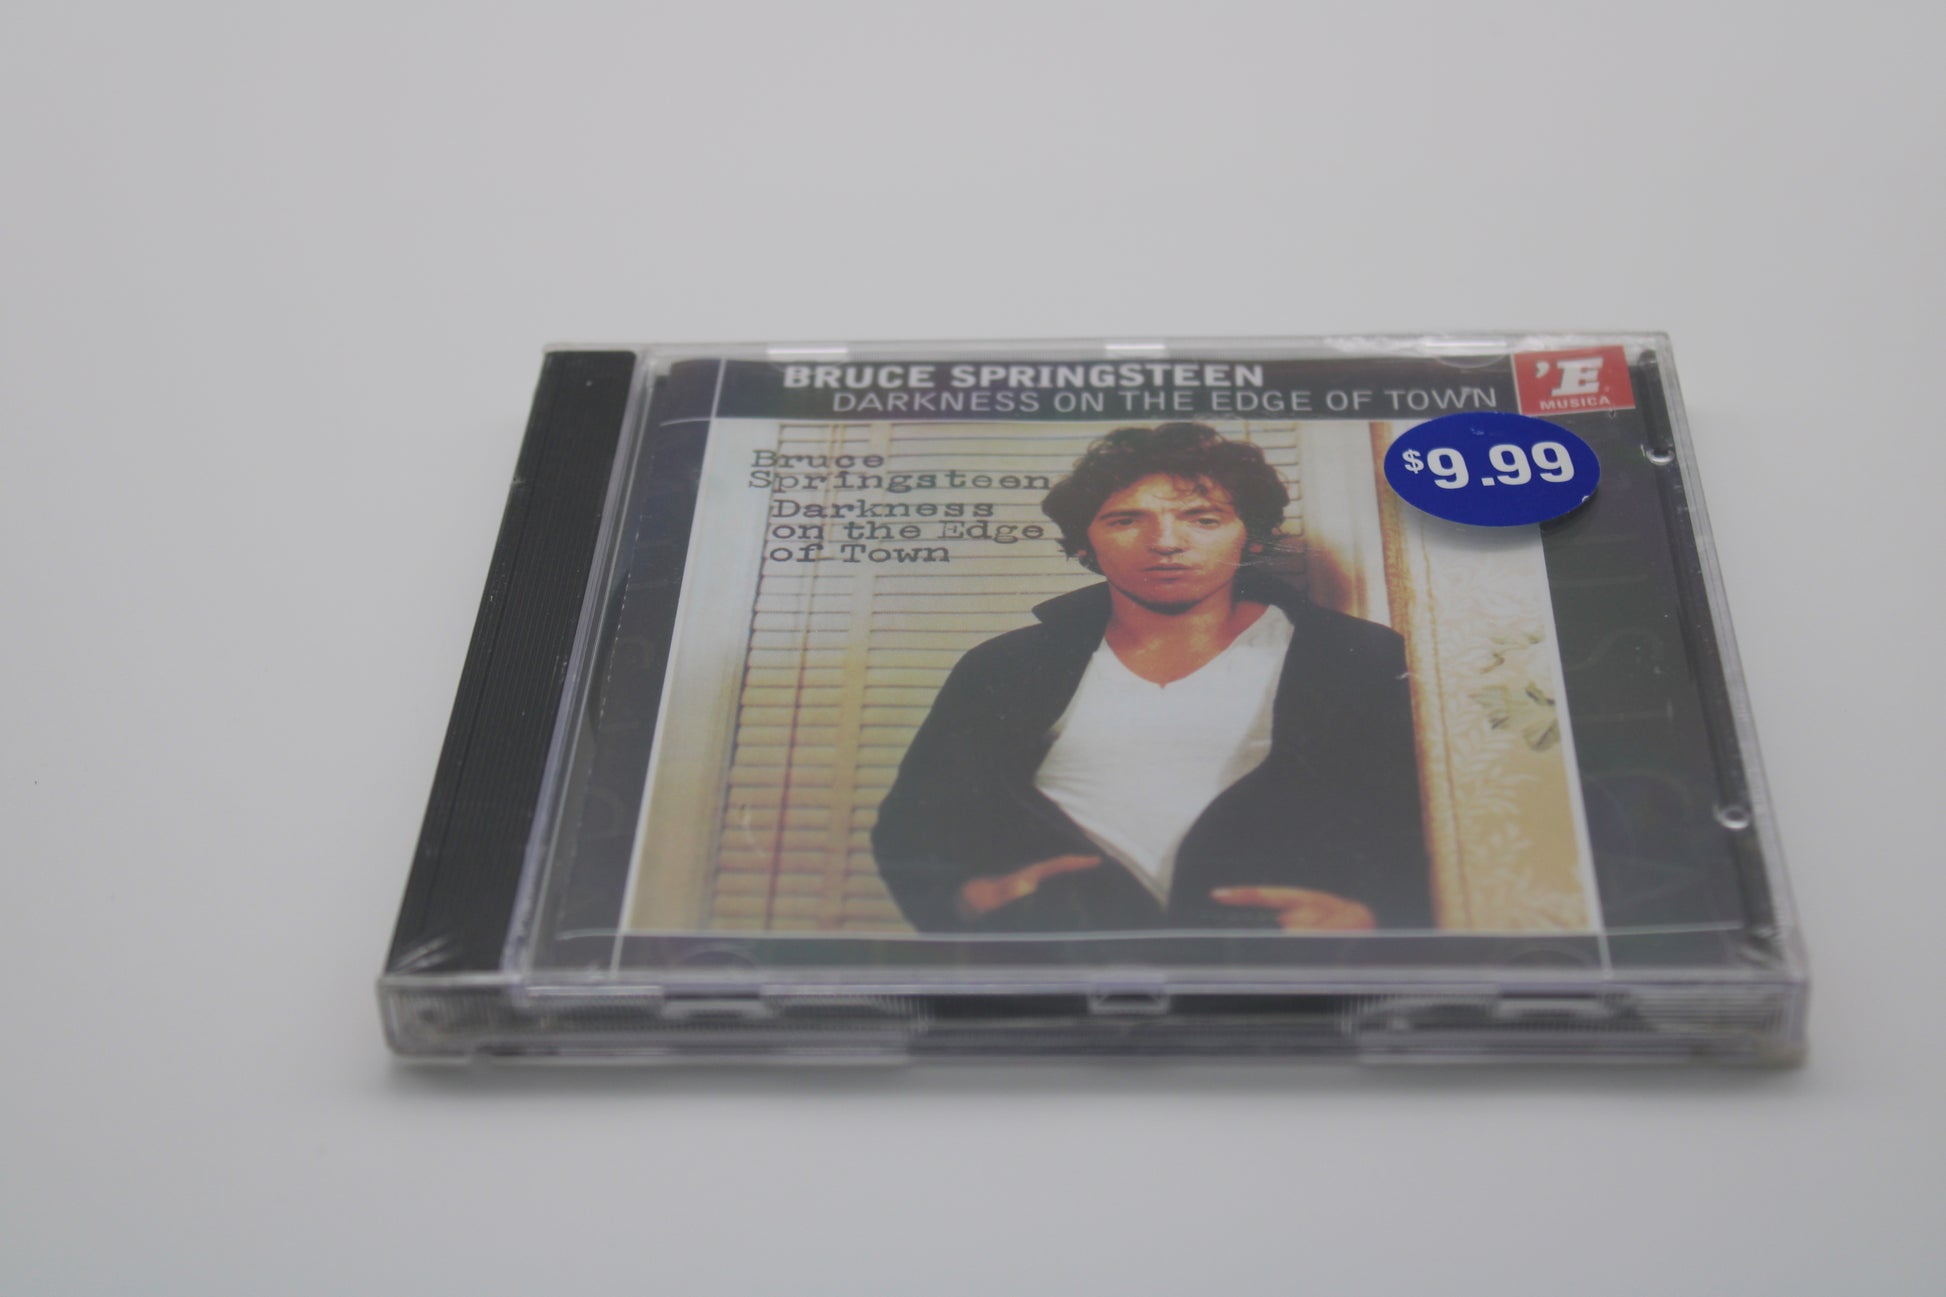 BRUCE SPRINGSTEEN
DARKNESS ON THE EDGE OF TOWN
'E
MUSICA
$9.99
Bruce
Springsteen
Darkness
on the Edge
of Town